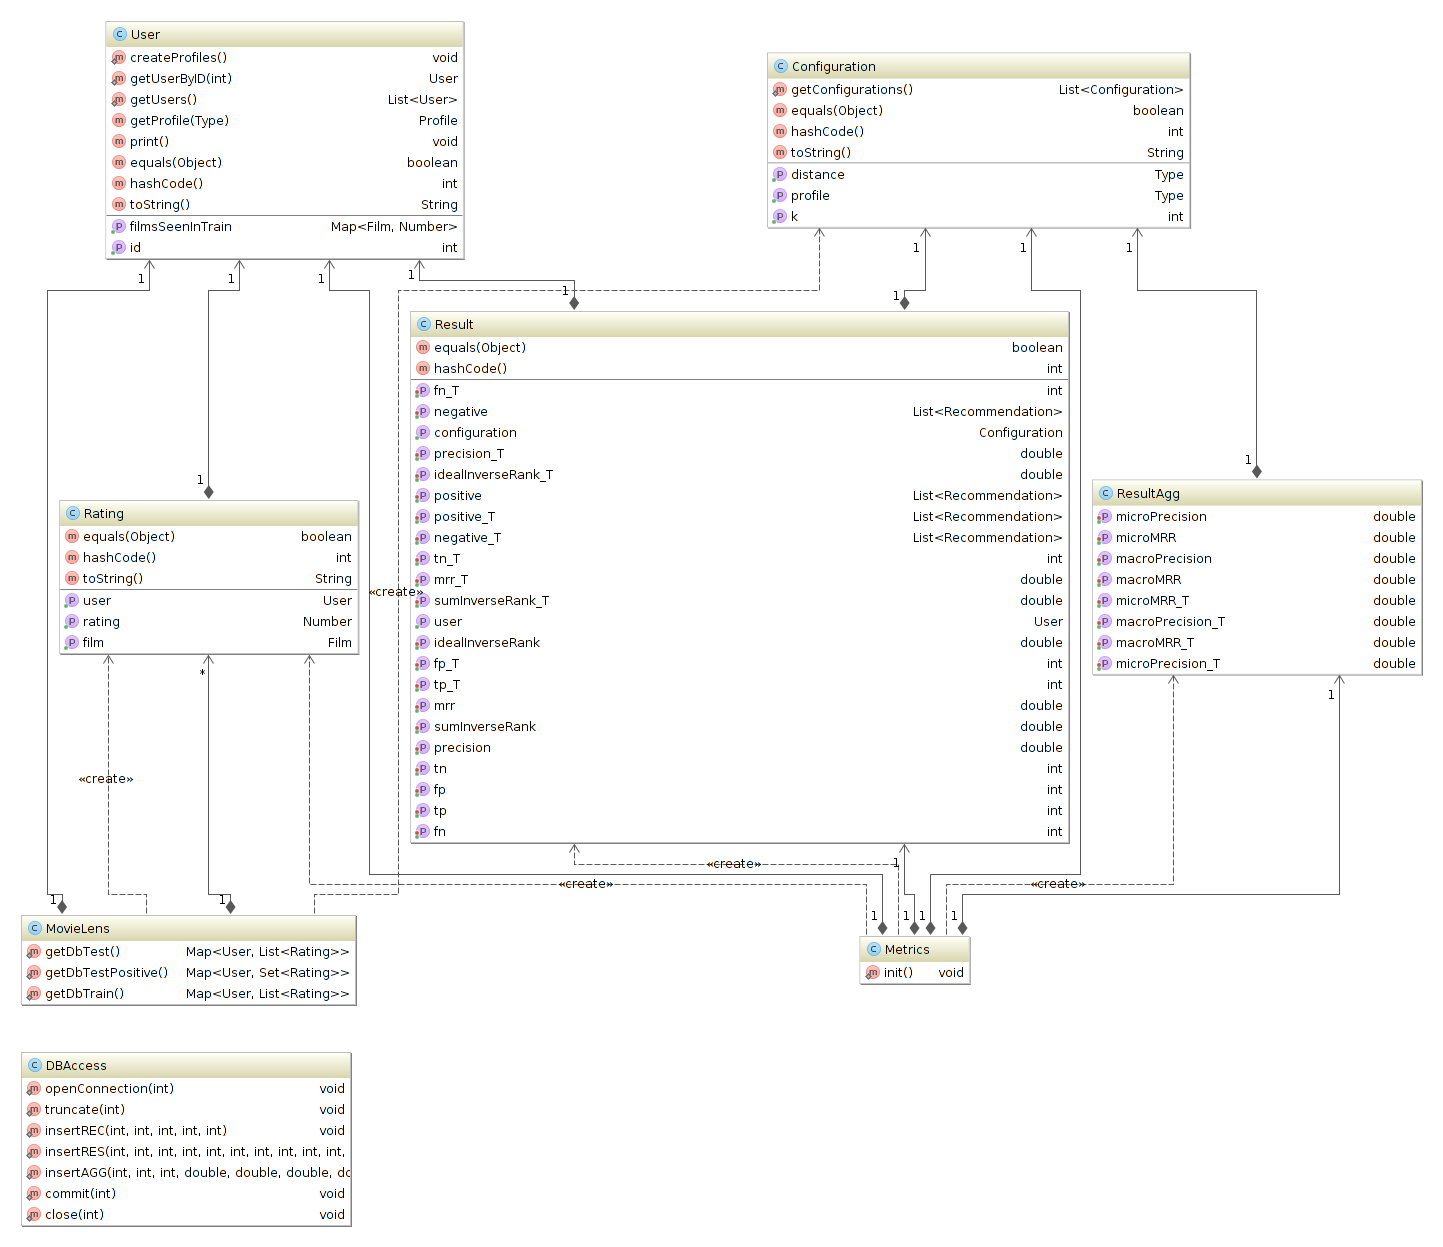 User
createProfiles() void
getUserByID(int) User
getUsers() List<User>
getProfile(Type) Profile
print() void
equals(Object) boolean
hashCode() int
toString() String
filmsSeenInTrain Map<Film, Number>
id int
Configuration
getConfigurations() List<Configuration>
equals(Object) boolean
hashCode() int
toString() String
distance Type
profile Type
k int
1
1
1
1
1
1
1
1
1
Result
equals(Object) boolean
hashCode() int
fn_T int
negative List<Recommendation>
configuration Configuration
precision_T double
idealInverseRank_T double
positive List<Recommendation>
positive_T List<Recommendation>
negative_T List<Recommendation>
tn_T int
mrr_T double
sumInverseRank_T double
user User
idealInverseRank double
fp_T int
tp_T int
mrr double
sumInverseRank double
precision double
tn int
fp int
tp int
fn int
1
Rating
equals(Object) boolean
hashCode() int
toString() String
user User
rating Number
film Film
«create»
1
ResultAgg
microPrecision double
microMRR double
macroPrecision double
macroMRR double
microMRR_T double
macroPrecision_T double
macroMRR_T double
microPrecision_T double
*
1
«create»
«create»
1
«create»
«create»
1
1
1
1
1
1
MovieLens
getDbTest() Map<User, List<Rating>>
getDbTestPositive() Map<User, Set<Rating>>
getDbTrain() Map<User, List<Rating>>
Metrics
init() void
DBAccess
openConnection(int) void
truncate(int) void
insertREC(int, int, int, int, int) void
insertRES(int, int, int, int, int, int, int, int, int, int,
insertAGG(int, int, int, double, double, double, do
commit(int) void
close(int) void